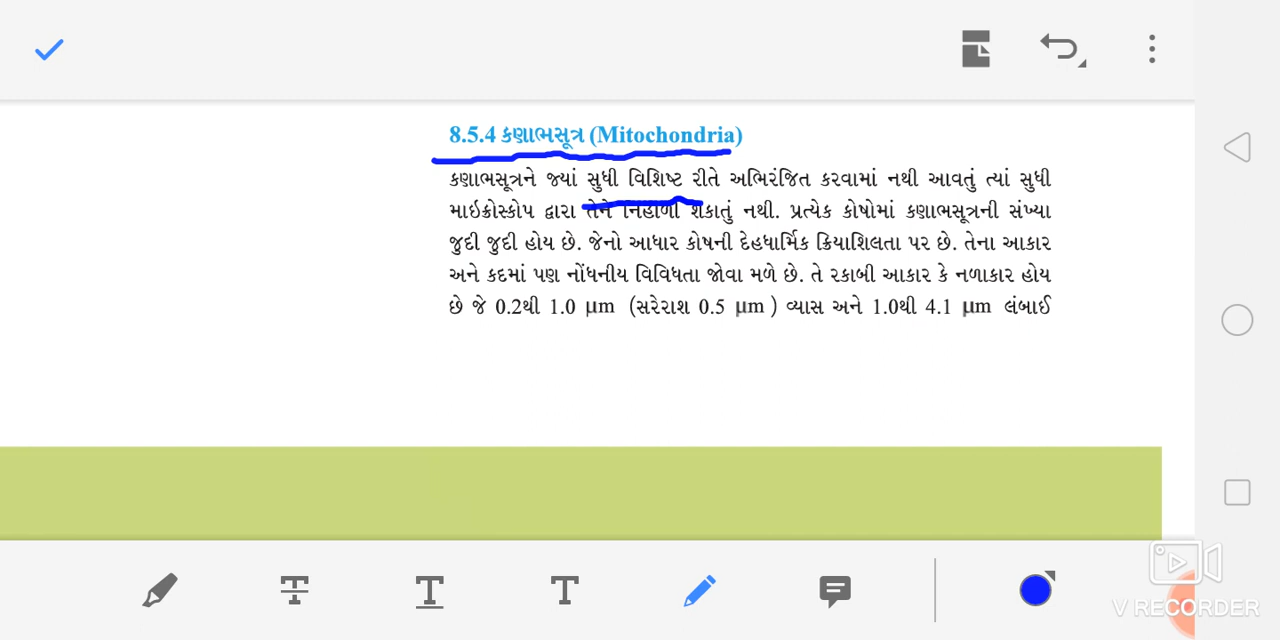 8.5.4 કણાભસૂત્ર (Mitochondria)
કણાભસૂત્રને જ્યાં સુધી વિશિષ્ટ રીતે અભિરંજિત કરવામાં નથી આવતું ત્યાં સુધી
માઇક્રોસ્કોપ દ્વારા તેને નિહાળી શકાતું નથી. પ્રત્યેક કોષોમાં કણાભસૂત્રની સંખ્યા
જુદી જુદી હોય છે. જેનો આધાર કોષની દેહધાર્મિક ક્રિયાશિલતા પર છે. તેના આકાર
અને કદમાં પણ નોંધનીય વિવિધતા જોવા મળે છે. તે રકાબી આકાર કે નળાકાર હોય
છે જે 0.2થી 1.0 μm (સરેરાશ 0.5 μm ) વ્યાસ અને 1.0થી 4.1 μm લંબાઈ
T T T
V RECORDER